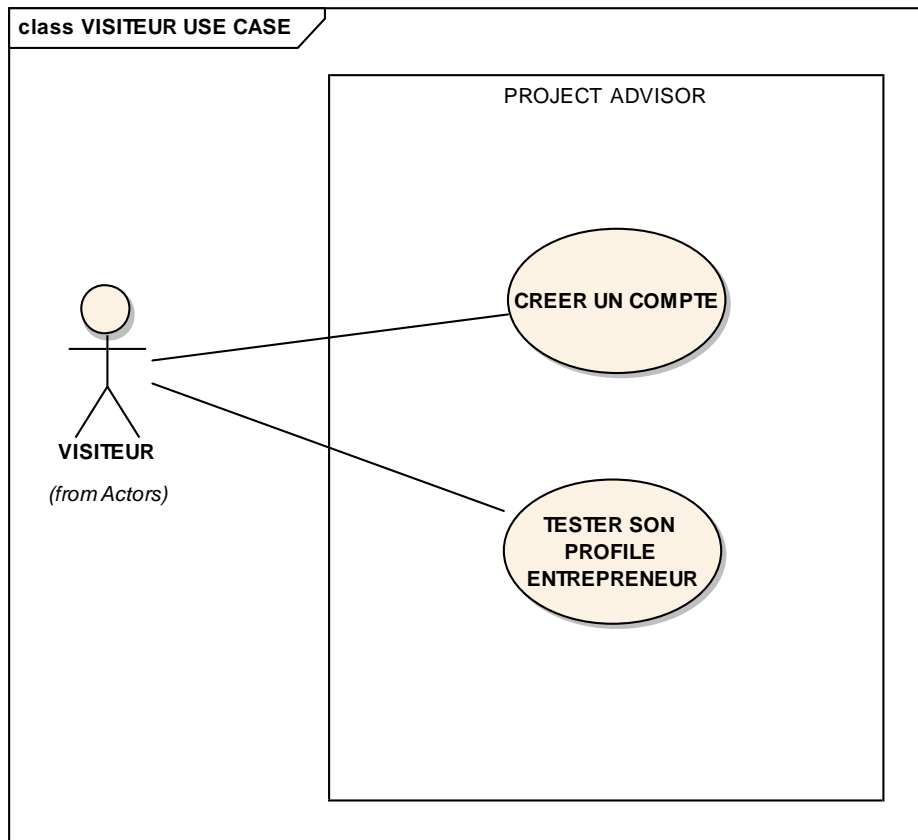 class VISITEUR USE CASE
PROJECT ADVISOR
CREER UN COMPTE
VISITEUR
(from Actors)
TESTER SON
PROFILE
ENTREPRENEUR